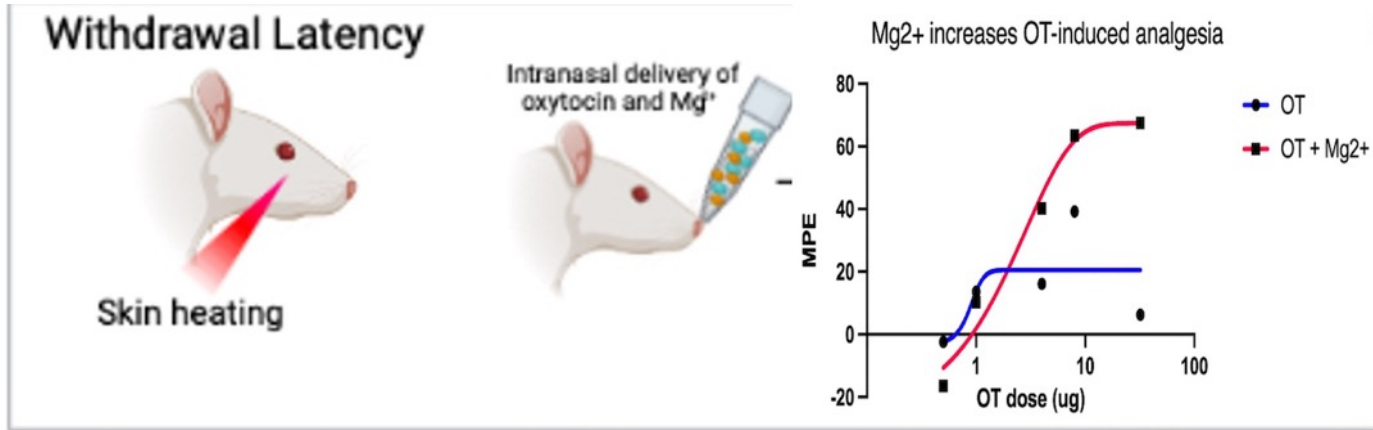 Withdrawal Latency
Skin heating
Intranasal delivery of
oxytocin and Mg²⁺
Mg2+ increases OT-induced analgesia
80
60
40
20
0
-20
MPE
1
10
100
OT dose (ug)
OT
OT + Mg2+